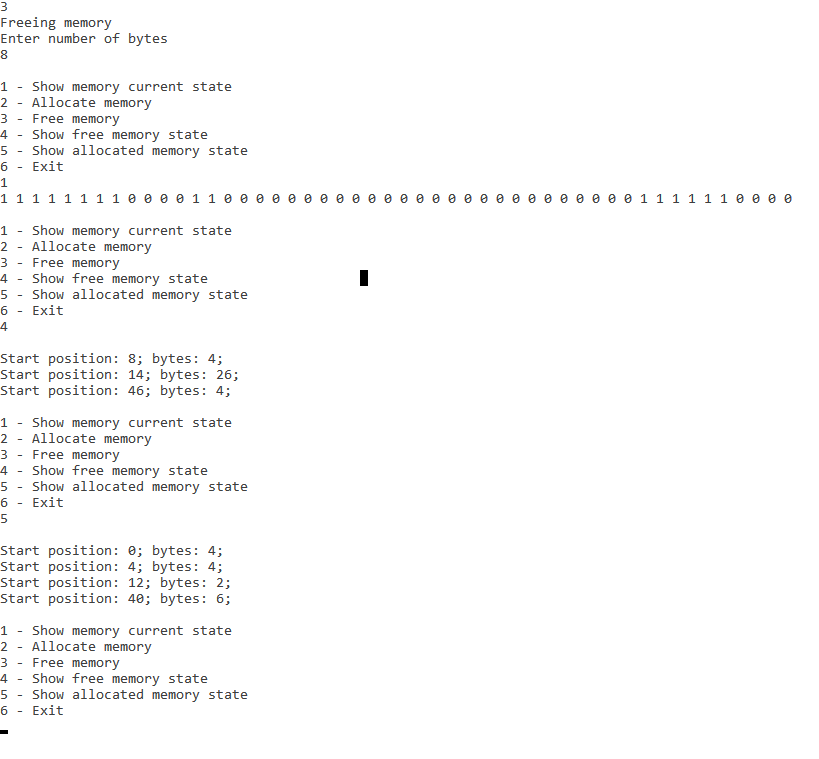 3
Freeing memory
Enter number of bytes
8
1 - Show memory current state
2 - Allocate memory
3 - Free memory
4 - Show free memory state
5 - Show allocated memory state
6 - Exit
1
1 1 1 1 1 1 1 1 0 0 0 0 1 1 0 0 0 0 0 0 0 0 0 0 0 0 0 0 0 0 0 0 0 0 0 0 0 0 0 0 1 1 1 1 1 1 0 0 0 0
1 - Show memory current state
2 - Allocate memory
3 - Free memory
4 - Show free memory state
5 - Show allocated memory state
6 - Exit
4
Start position: 8; bytes: 4;
Start position: 14; bytes: 26;
Start position: 46; bytes: 4;
1 - Show memory current state
2 - Allocate memory
3 - Free memory
4 - Show free memory state
5 - Show allocated memory state
6 - Exit
5
Start position: 0; bytes: 4;
Start position: 4; bytes: 4;
Start position: 12; bytes: 2;
Start position: 40; bytes: 6;
1 - Show memory current state
2 - Allocate memory
3 - Free memory
4 - Show free memory state
5 - Show allocated memory state
6 - Exit